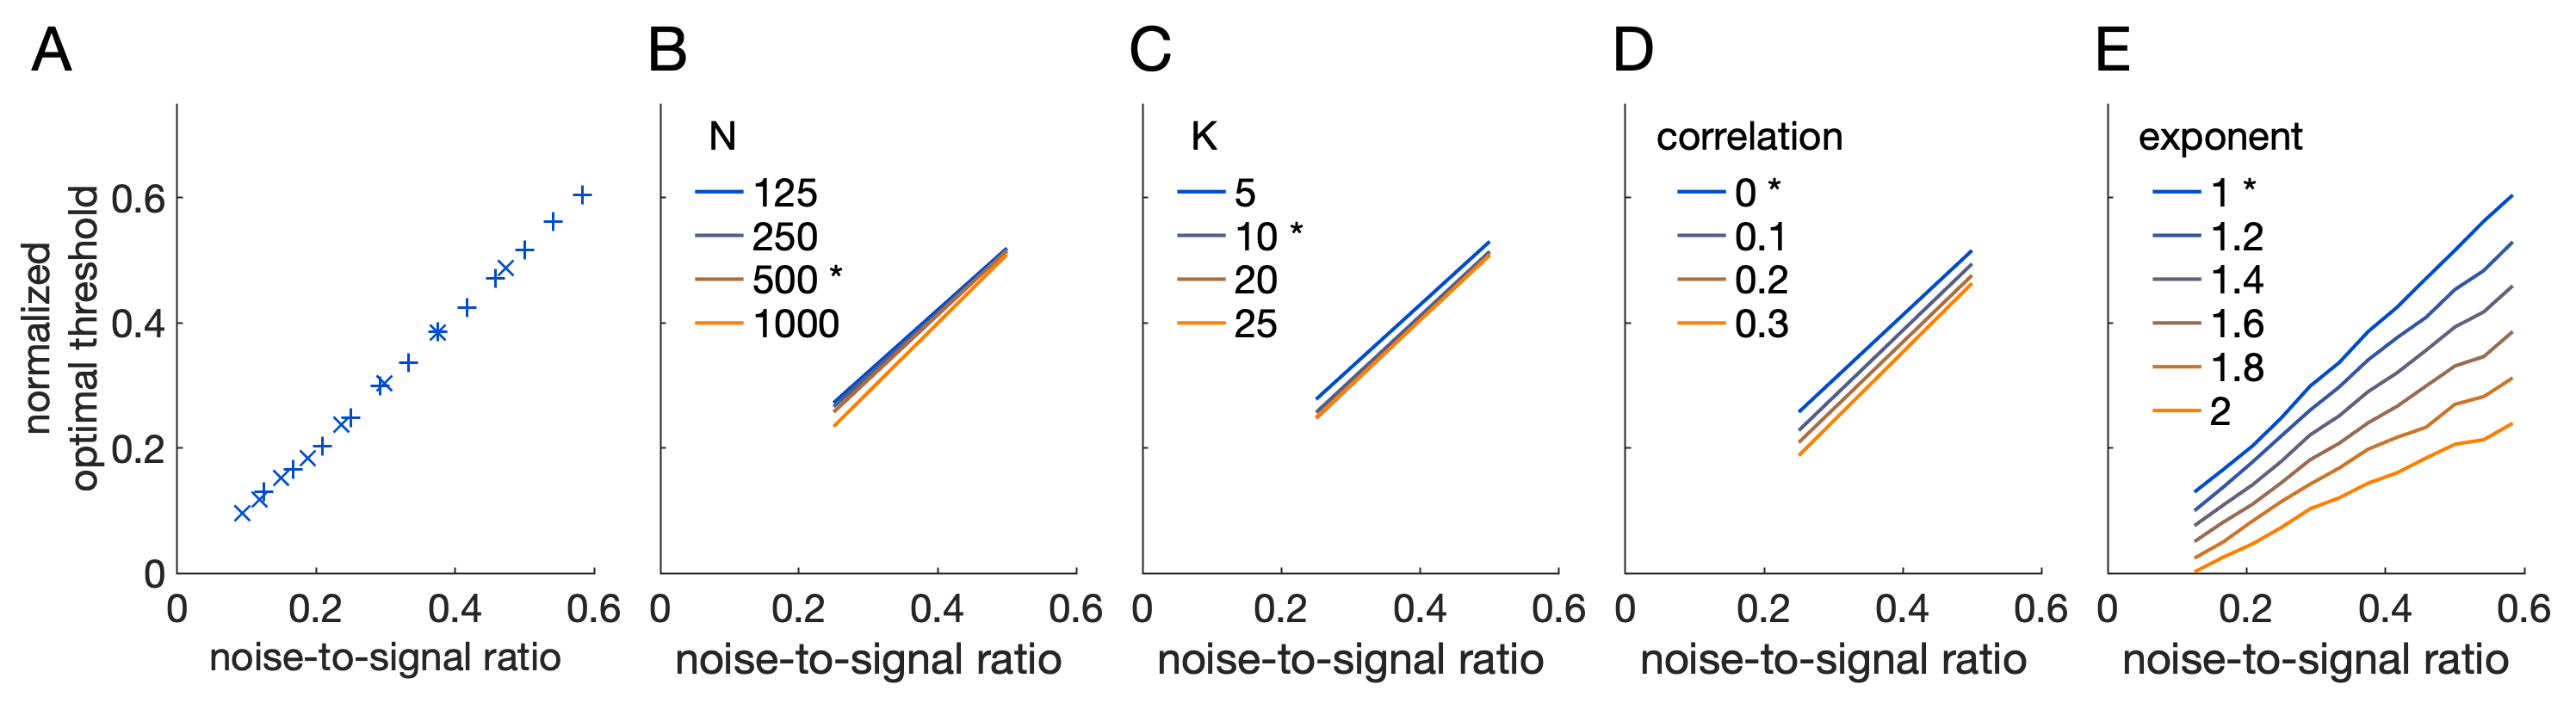 A
B
C
D
E
normalized
optimal threshold
0.6
0.4
0.2
0
0
0.2
0.4
0.6
noise-to-signal ratio
N
125
250
500 *
1000
0
0.2
0.4
0.6
noise-to-signal ratio
K
5
10 *
20
25
0
0.2
0.4
0.6
noise-to-signal ratio
correlation
0 *
0.1
0.2
0.3
0
0.2
0.4
0.6
noise-to-signal ratio
exponent
1 *
1.2
1.4
1.6
1.8
2
0
0.2
0.4
0.6
noise-to-signal ratio